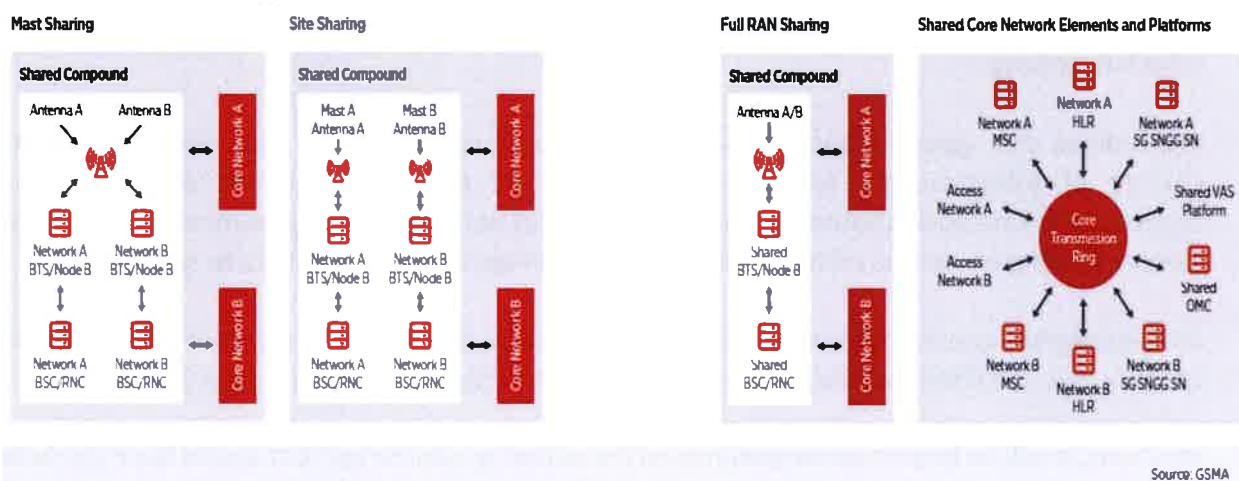 Mast Sharing
Shared Compound
Antenna A
Antenna B
Network A
BTS/Node B
Network B
BTS/Node B
Network A
BSC/RNC
Network B
BSC/RNC
Core Network A
Core Network B
Site Sharing
Shared Compound
Mast A
Antenna A
Mast B
Antenna B
Network A
BTS/Node B
Network B
BTS/Node B
Network A
BSC/RNC
Network B
BSC/RNC
Core Network A
Core Network B
Full RAN Sharing
Shared Compound
Antenna A/B
Shared
BTS/Node B
Shared
BSC/RNC
Core Network A
Core Network B
Shared Core Network Elements and Platforms
Network A
MSC
Network A
HLR
Network A
SG SNGG SN
Access
Network A
Shared VAS
Platform
Core
Transmission
Ring
Access
Network B
Shared
OMC
Network B
MSC
Network B
HLR
Network B
SG SNGG SN
Source: GSMA